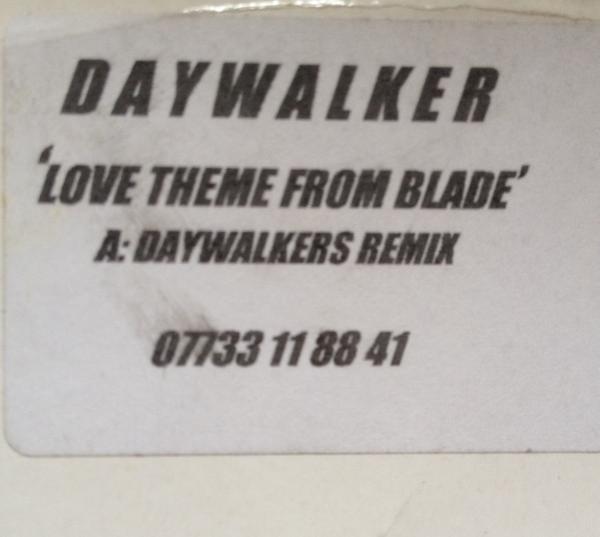 DAYWALKER
'LOVE THEME FROM BLADE'
A: DAYWALKERS REMIX
07733 11 88 41